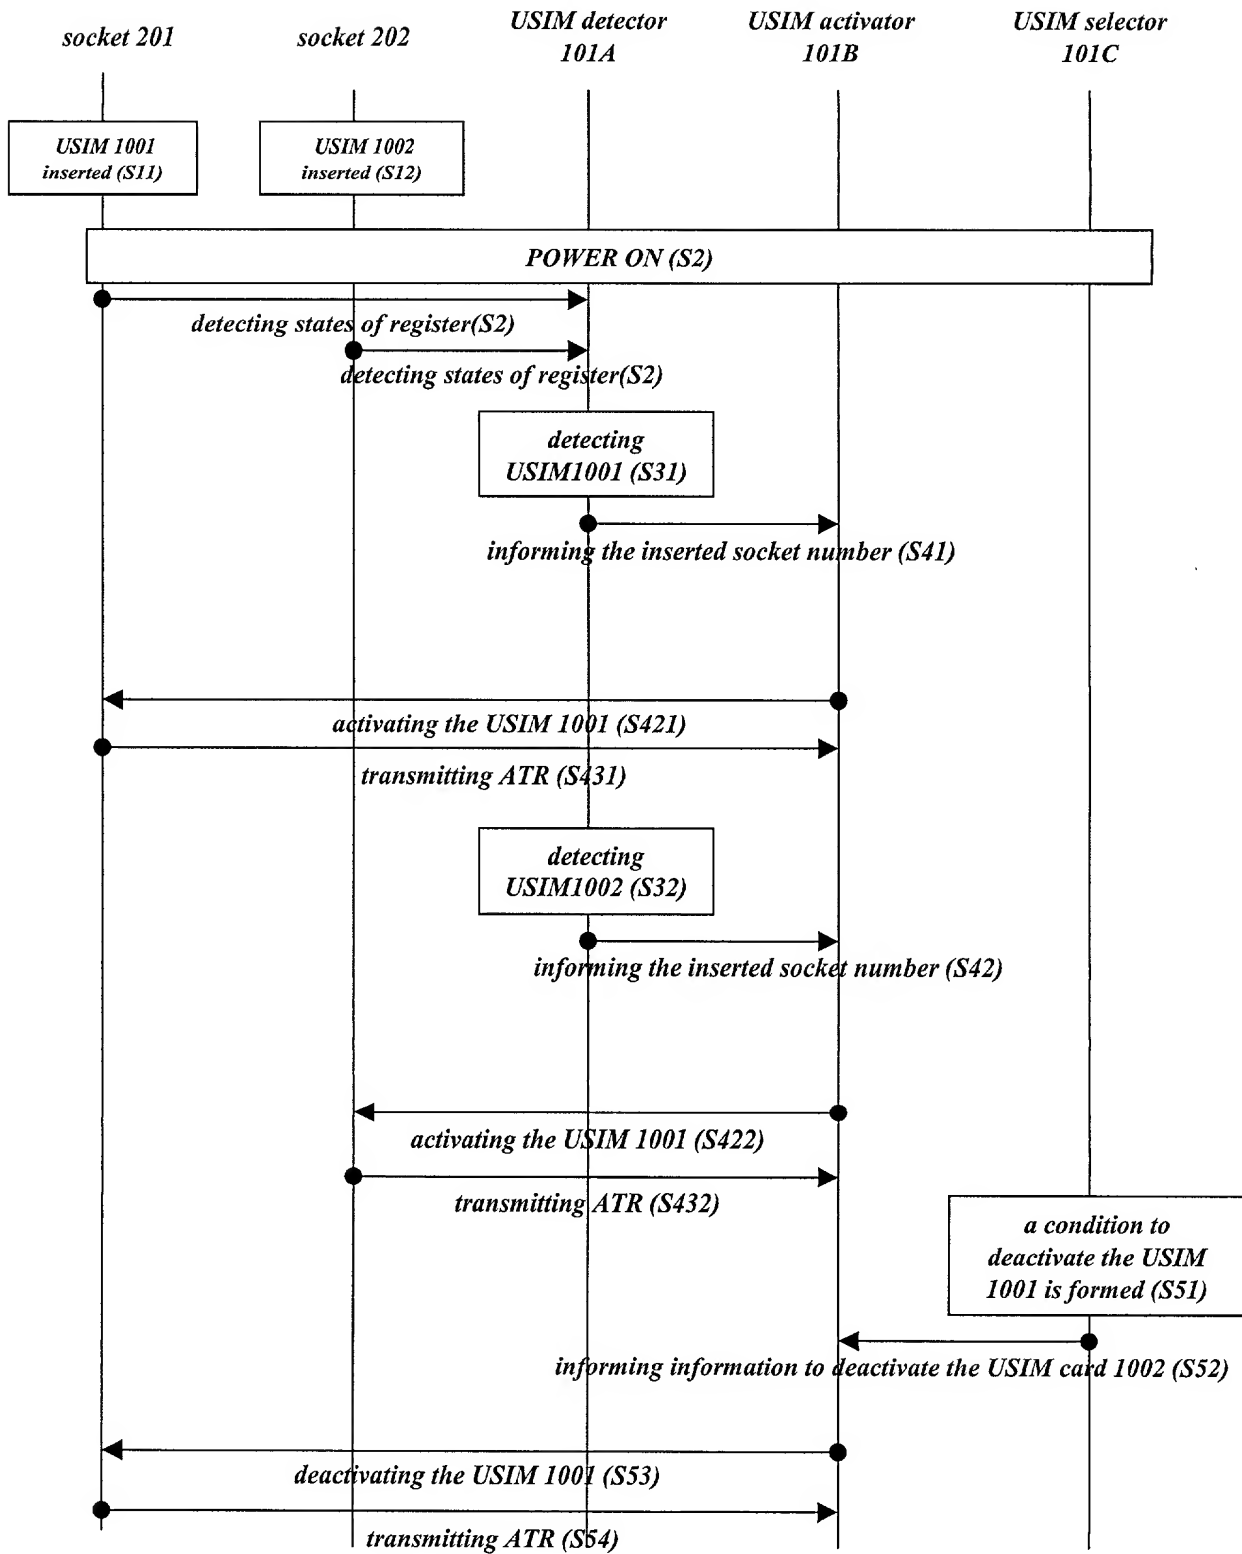 socket 201
socket 202
USIM detector
101A
USIM activator
101B
USIM selector
101C
USIM 1001
inserted (S11)
USIM 1002
inserted (S12)
POWER ON (S2)
detecting states of register(S2)
detecting states of register(S2)
detecting
USIM1001 (S31)
informing the inserted socket number (S41)
activating the USIM 1001 (S421)
transmitting ATR (S431)
detecting
USIM1002 (S32)
informing the inserted socket number (S42)
activating the USIM 1001 (S422)
transmitting ATR (S432)
a condition to
deactivate the USIM
1001 is formed (S51)
informing information to deactivate the USIM card 1002 (S52)
deactivating the USIM 1001 (S53)
transmitting ATR (S54)